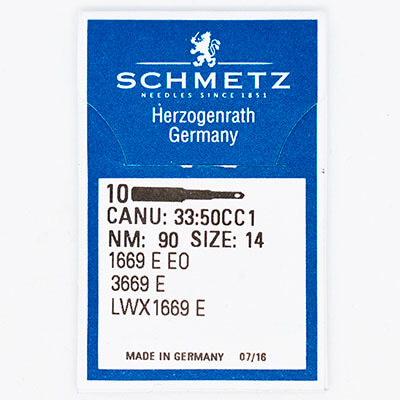 SCHMETZ
NEEDLES SINCE 1851
Herzogenrath
Germany
10
CANU: 33:50CC1
NM: 90 SIZE: 14
1669 E EO
3669 E
LWX1669 E
MADE IN GERMANY 07/16